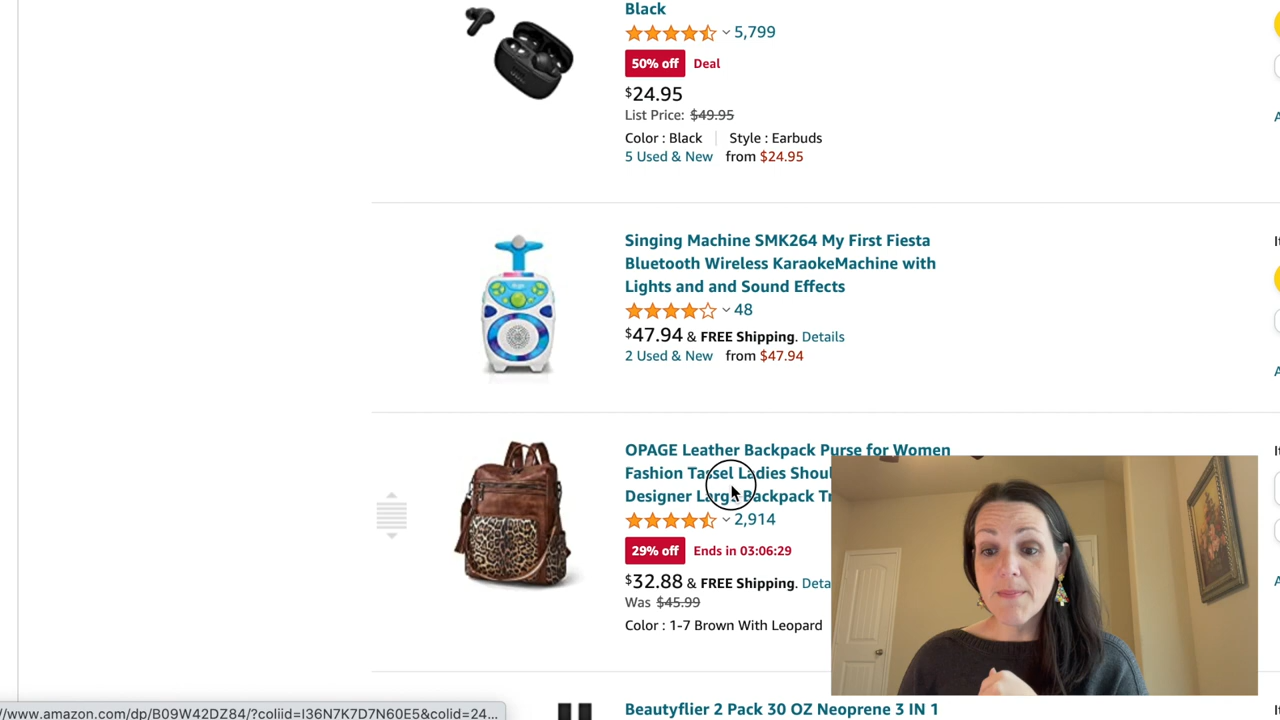 Black
5,799
50% off Deal
$24.95
List Price: $49.95
Color : Black Style : Earbuds
5 Used & New from $24.95
Singing Machine SMK264 My First Fiesta
Bluetooth Wireless KaraokeMachine with
Lights and and Sound Effects
48
$47.94 & FREE Shipping. Details
2 Used & New from $47.94
OPAGE Leather Backpack Purse for Women
Fashion Tassel Ladies Shoul
Designer Large Backpack Tr
2,914
29% off Ends in 03:06:29
$32.88 & FREE Shipping. Deta
Was $45.99
Color : 1-7 Brown With Leopard
Beautyflier 2 Pack 30 OZ Neoprene 3 IN 1
//www.amazon.com/dp/B09W42DZ84/?coliid=I36N7K7D7N60E5&colid=24...